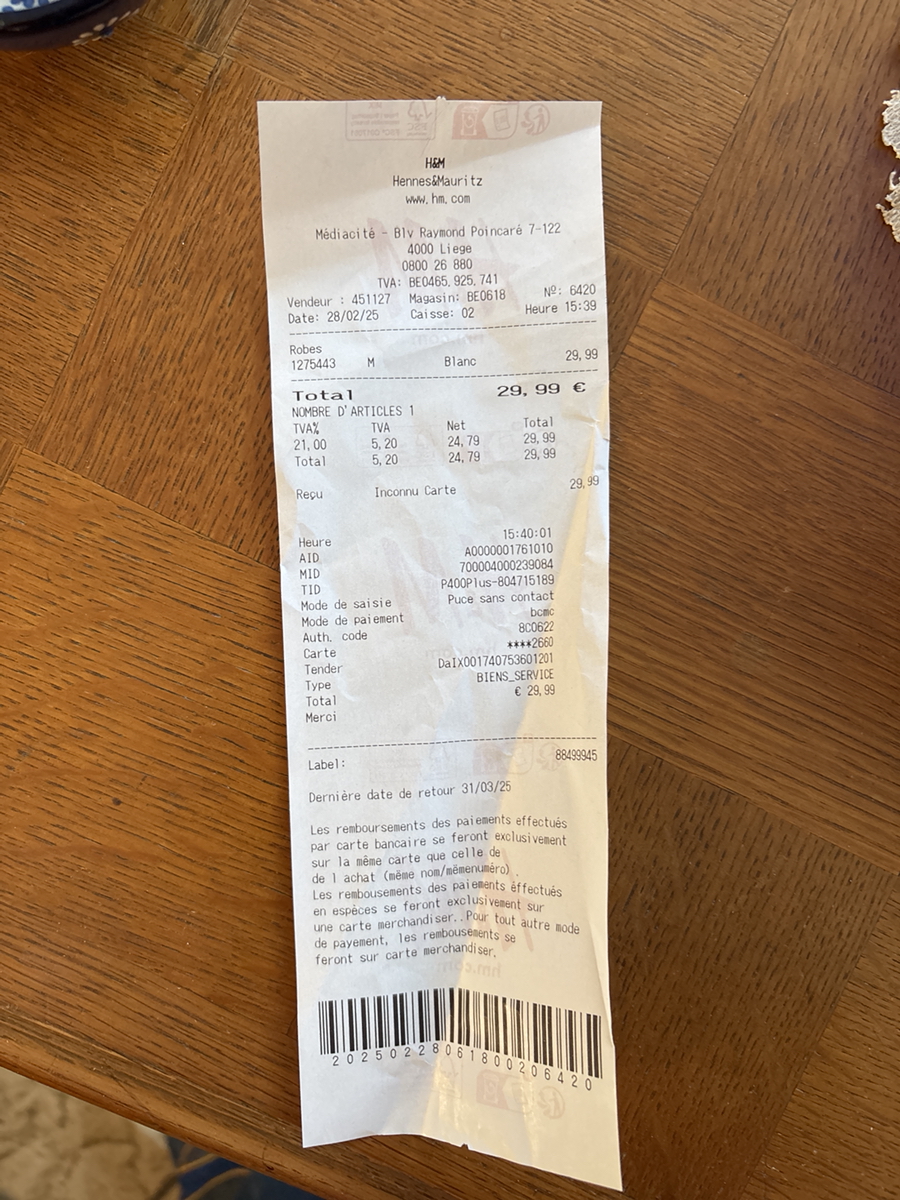 H&M
Hennes&Mauritz
www.hm.com
Médiacité - Blv Raymond Poincaré 7-122
4000 Liege
0800 26 880
TVA: BE0465.925.741
Vendeur : 451127 Magasin: BE0618 Nº: 6420
Date: 28/02/25 Caisse: 02 Heure 15:39
Robes
1275443 M Blanc 29,99
Total 29,99 €
NOMBRE D'ARTICLES 1
TVA% TVA Net Total
21,00 5,20 24,79 29,99
Total 5,20 24,79 29,99
Reçu Inconnu Carte 29,99
Heure 15:40:01
AID A0000001761010
MID 700004000239084
TID P400Plus-804715189
Mode de saisie Puce sans contact
Mode de paiement bcmc
Auth. code 8C0622
Carte ****2660
Tender DaIX001740753601201
Type BIENS_SERVICE
Total € 29,99
Merci
Label: 88499945
Dernière date de retour 31/03/25
Les remboursements des paiements effectués
par carte bancaire se feront exclusivement
sur la même carte que celle de
de l achat (même nom/mêmenuméro).
Les rembousements des paiements éffectués
en espèces se feront exclusivement sur
une carte merchandiser..Pour tout autre mode
de payement, les rembousements se
feront sur carte merchandiser.
20250228061800206420